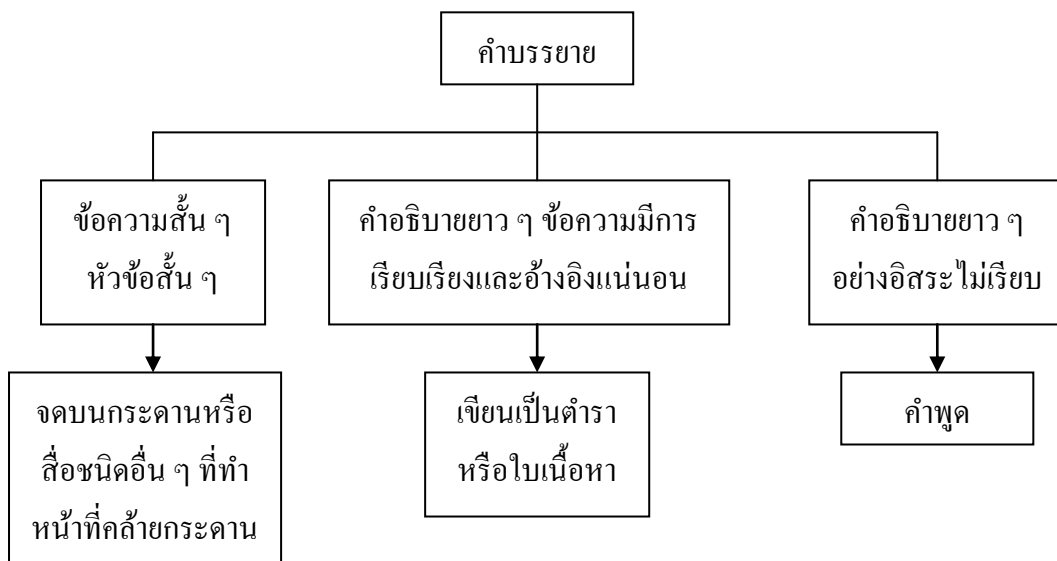 คำบรรยาย
ข้อความสั้น ๆ
หัวข้อสั้น ๆ
คำอธิบายยาว ๆ ข้อความมีการ
เรียบเรียงและอ้างอิงแน่นอน
คำอธิบายยาว ๆ
อย่างอิสระไม่เรียบ
จดบนกระดานหรือ
สื่อชนิดอื่น ๆ ที่ทำ
หน้าที่คล้ายกระดาน
เขียนเป็นตำรา
หรือใบเนื้อหา
คำพูด